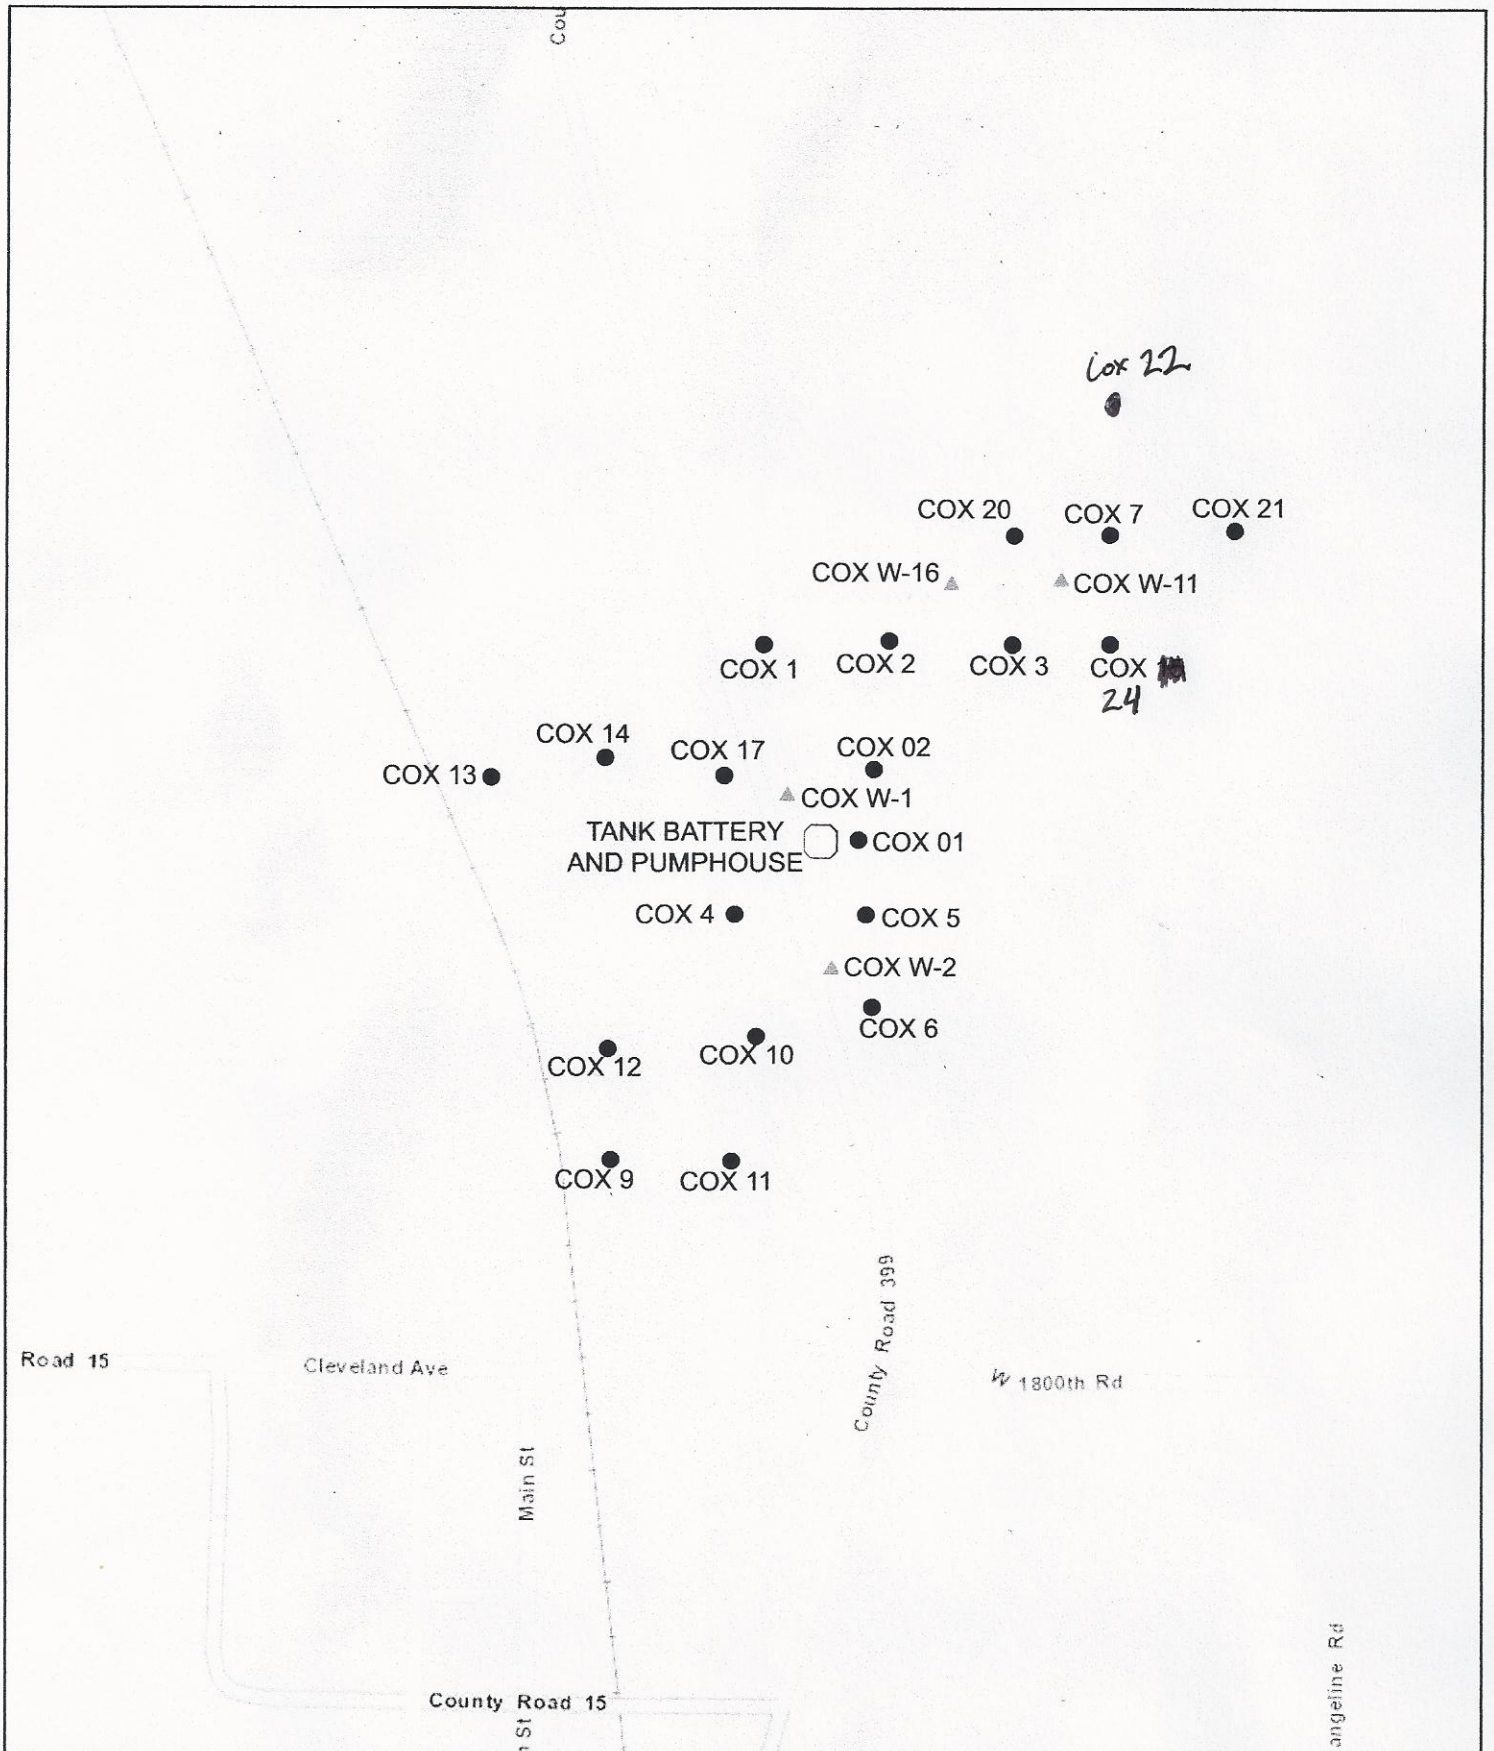 Cou
Cox 22
COX 20
COX 7
COX 21
COX W-16
COX W-11
COX 1
COX 2
COX 3
COX
24
COX 14
COX 17
COX 02
COX 13
COX W-1
TANK BATTERY
AND PUMPHOUSE
COX 01
COX 4
COX 5
COX W-2
COX 6
COX 12
COX 10
COX 9
COX 11
County Road 399
Road 15
Cleveland Ave
W 1800th Rd
Main St
angeline Rd
County Road 15
n St